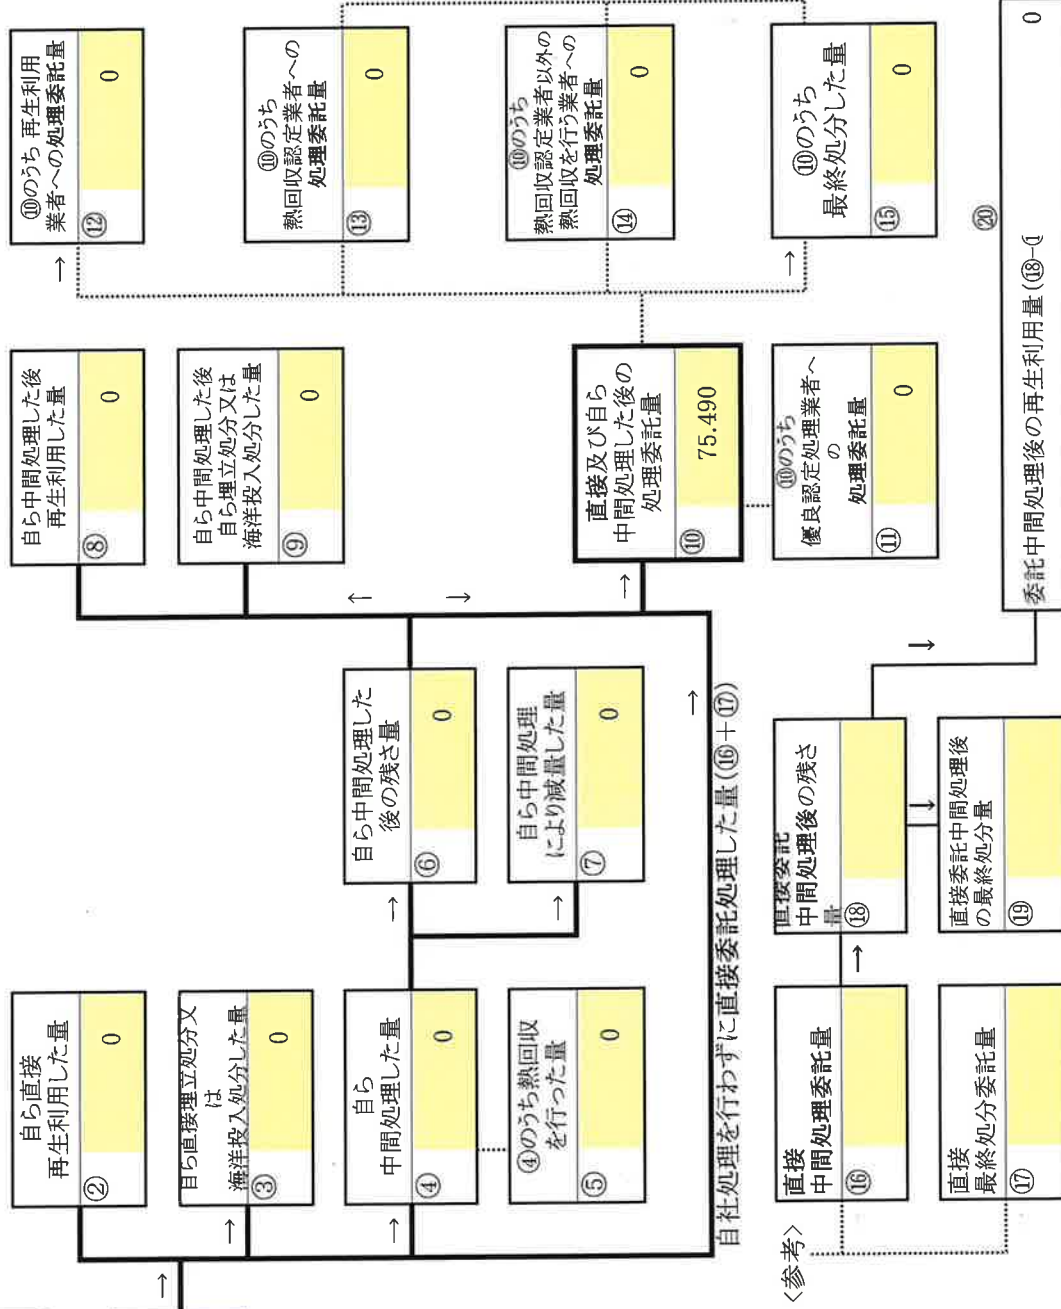 自ら直接
再生利用した量
②
0
自ら直接埋立処分又
は
海洋投入処分した量
③
0
自ら
中間処理した量
④
0
④のうち熱回収
を行った量
⑤
0
自ら中間処理した
後の残さ量
⑥
0
自ら中間処理
により減量した量
⑦
0
自ら中間処理した後
再生利用した量
⑧
0
自ら中間処理した後
自ら埋立処分又は
海洋投入処分した量
⑨
0
直接及び自ら
中間処理した後の
処理委託量
⑩
75.490
⑩のうち
優良認定処理業者へ
の
処理委託量
⑪
0
⑩のうち 再生利用
業者への処理委託量
⑫
0
⑩のうち
熱回収認定業者への
処理委託量
⑬
0
⑩のうち
熱回収認定業者以外の
熱回収を行う業者への
処理委託量
⑭
0
⑩のうち
最終処分した量
⑮
0
自社処理を行わずに直接委託処理した量(⑯+⑰)
<参考>
直接
中間処理委託量
⑯
直接
最終処分委託量
⑰
直接委託
中間処理後の残さ
量
⑱
直接委託中間処理後
の最終処分量
⑲
⑳
委託中間処理後の再生利用量(⑱-
0